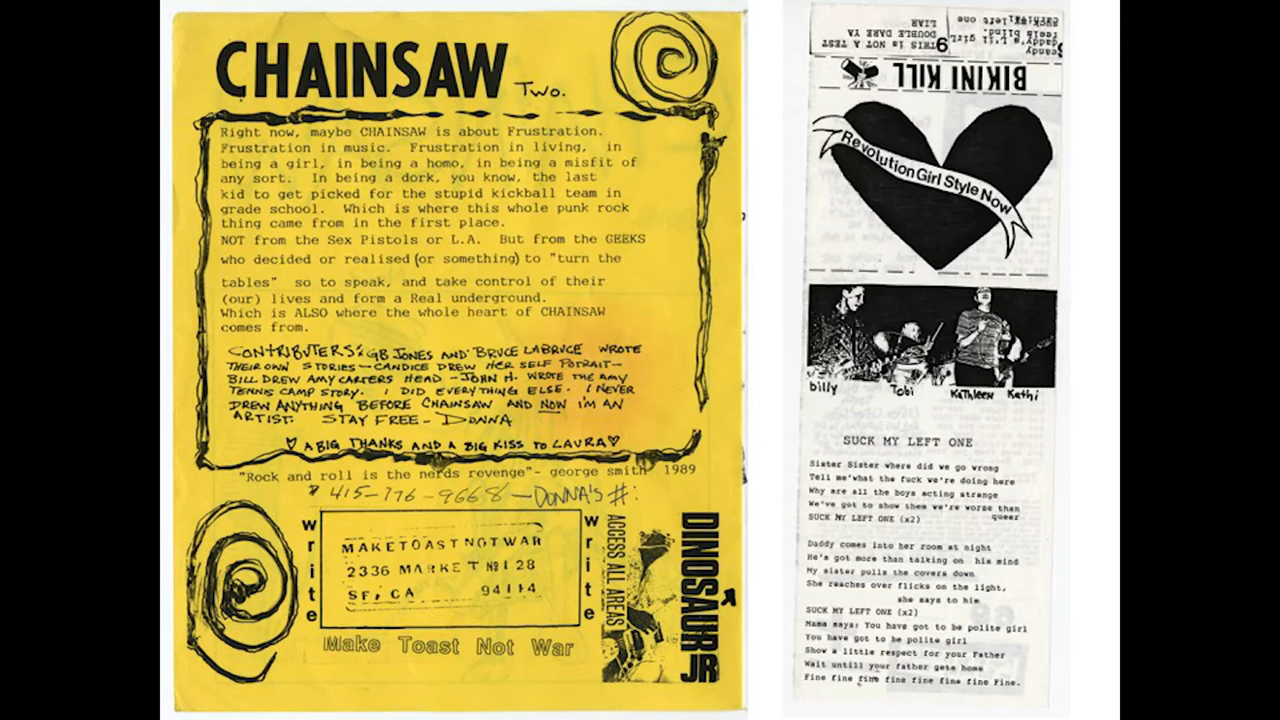 CHAINSAW Two.
Right now, maybe CHAINSAW is about Frustration.
Frustration in music. Frustration in living, in
being a girl, in being a homo, in being a misfit of
any sort. In being a dork, you know, the last
kid to get picked for the stupid kickball team in
grade school. Which is where this whole punk rock
thing came from in the first place.
NOT from the Sex Pistols or L.A. But from the GEEKS
who decided or realised (or something) to "turn the
tables" so to speak, and take control of their
(our) lives and form a Real underground.
Which is ALSO where the whole heart of CHAINSAW
comes from.
CONTRIBUTERS: GB JONES AND BRUCE LABRUCE WROTE
THEIR OWN STORIES—CANDICE DREW HER SELF POTRAIT—
BILL DREW AMY CARTERS HEAD - JOHN H. WROTE THE AMY
TENNIS CAMP STORY. I DID EVERYTHING ELSE. I NEVER
DREW ANYTHING BEFORE CHAINSAW AND NOW I'M AN
ARTIST. STAY FREE - DONNA
♡ A BIG THANKS AND A BIG KISS TO LAURA ♡
"Rock and roll is the nerds revenge"- george smith 1989
415-776-9668 — DONNA'S #:
write
MAKETOASTNOTWAR
2336 MARKET №128
SF, CA 94114
write
Make Toast Not War
ACCESS ALL AREAS
DINOSAUR JR
candy
daddy's l'il girl
feels blind
suck my left one
carnival
THIS is NOT A TEST
DOUBLE DARE YA
LIAR
BIKINI KILL
Revolution Girl Style Now
billy Tobi Kathleen Kathi
SUCK MY LEFT ONE
Sister Sister where did we go wrong
Tell me'what the fuck we're doing here
Why are all the boys acting strange
We've got to show them we're worse than
queer
SUCK MY LEFT ONE (x2)
Daddy comes into her room at night
He's got more than talking on his mind
My sister pulls the covers down
She reaches over flicks on the light,
she says to him
SUCK MY LEFT ONE (x2)
Mama says: You have got to be polite girl
You have got to be polite girl
Show a little respect for your Father
Wait untill your father gets home
Fine fine fine fine fine fine fine Fine.